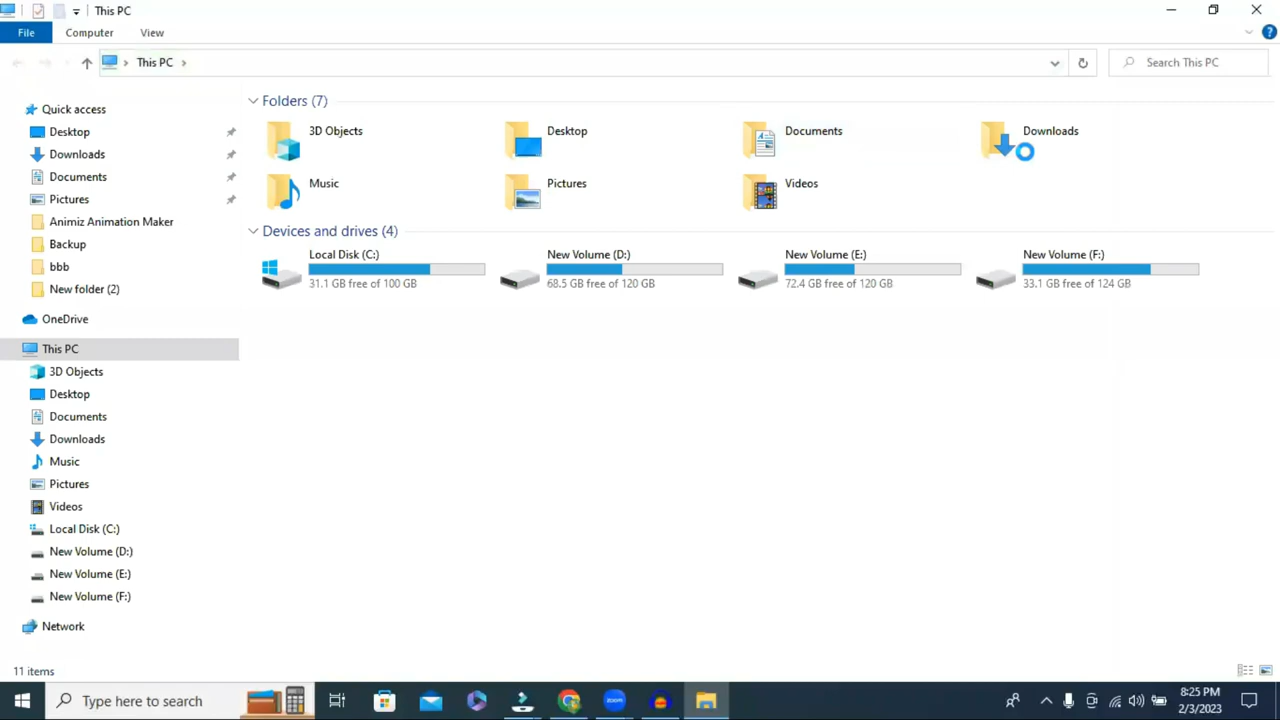 This PC
File Computer View
This PC
Search This PC
Quick access
Desktop
Downloads
Documents
Pictures
Animiz Animation Maker
Backup
bbb
New folder (2)
OneDrive
This PC
3D Objects
Desktop
Documents
Downloads
Music
Pictures
Videos
Local Disk (C:)
New Volume (D:)
New Volume (E:)
New Volume (F:)
Network
Folders (7)
3D Objects Desktop Documents Downloads
Music Pictures Videos
Devices and drives (4)
Local Disk (C:) New Volume (D:) New Volume (E:) New Volume (F:)
31.1 GB free of 100 GB 68.5 GB free of 120 GB 72.4 GB free of 120 GB 33.1 GB free of 124 GB
11 items
Type here to search
zoom
8:25 PM
2/3/2023